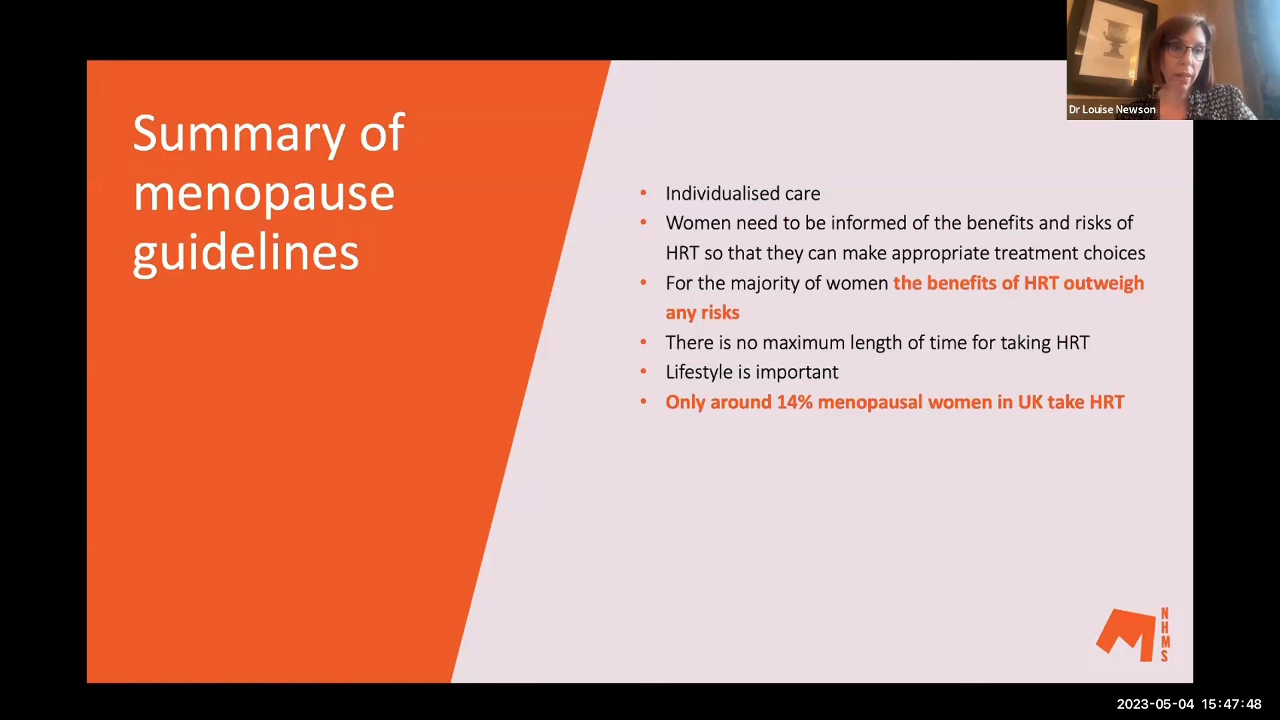 Dr Louise Newson
Summary of
menopause
guidelines
• Individualised care
• Women need to be informed of the benefits and risks of
HRT so that they can make appropriate treatment choices
• For the majority of women the benefits of HRT outweigh
any risks
• There is no maximum length of time for taking HRT
• Lifestyle is important
• Only around 14% menopausal women in UK take HRT
NHMS
2023-05-04 15:47:48